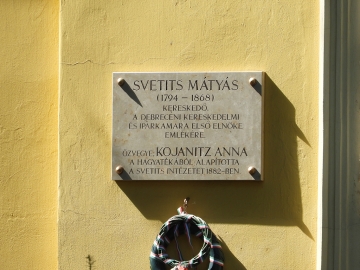 SVETITS MÁTYÁS
(1794 – 1868)
KERESKEDŐ,
A DEBRECENI KERESKEDELMI
ÉS IPARKAMARA ELSŐ ELNÖKE
EMLÉKÉRE.
ÖZVEGYE: KOJANITZ ANNA
A HAGYATÉKÁBÓL ALAPÍTOTTA
A SVETITS INTÉZETET 1882-BEN.